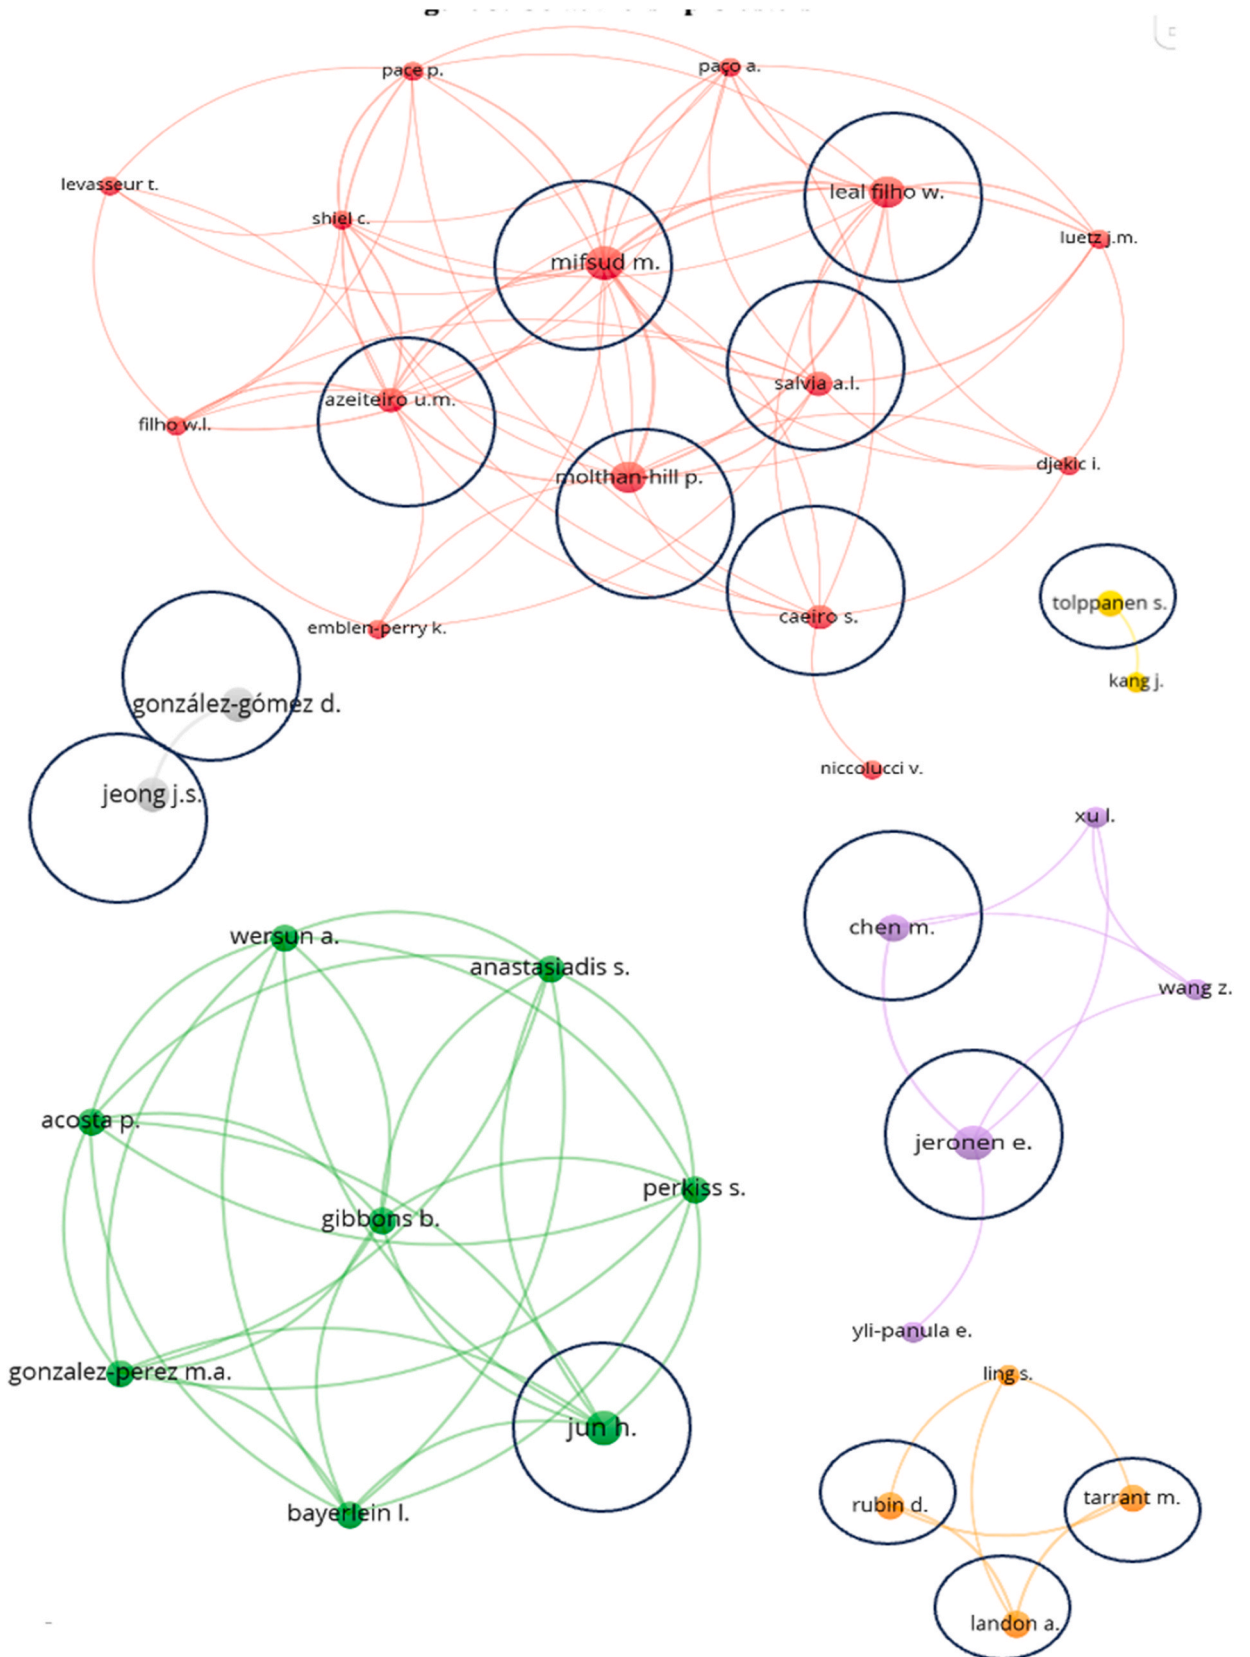 pace p.
paço a.
levasseur t.
leal filho w.
shiel c.
luetz j.m.
mifsud m.
salvia a.l.
azeiteiro u.m.
filho w.l.
djekic i.
molthan-hill p.
tolppanen s.
caeiro s.
emblen-perry k.
kang j.
gonzález-gómez d.
niccolucci v.
jeong j.s.
xu l.
chen m.
wersun a.
anastasiadis s.
wang z.
acosta p.
jeronen e.
perkiss s.
gibbons b.
yli-panula e.
gonzalez-perez m.a.
ling s.
jun h.
tarrant m.
rubin d.
bayerlein l.
landon a.